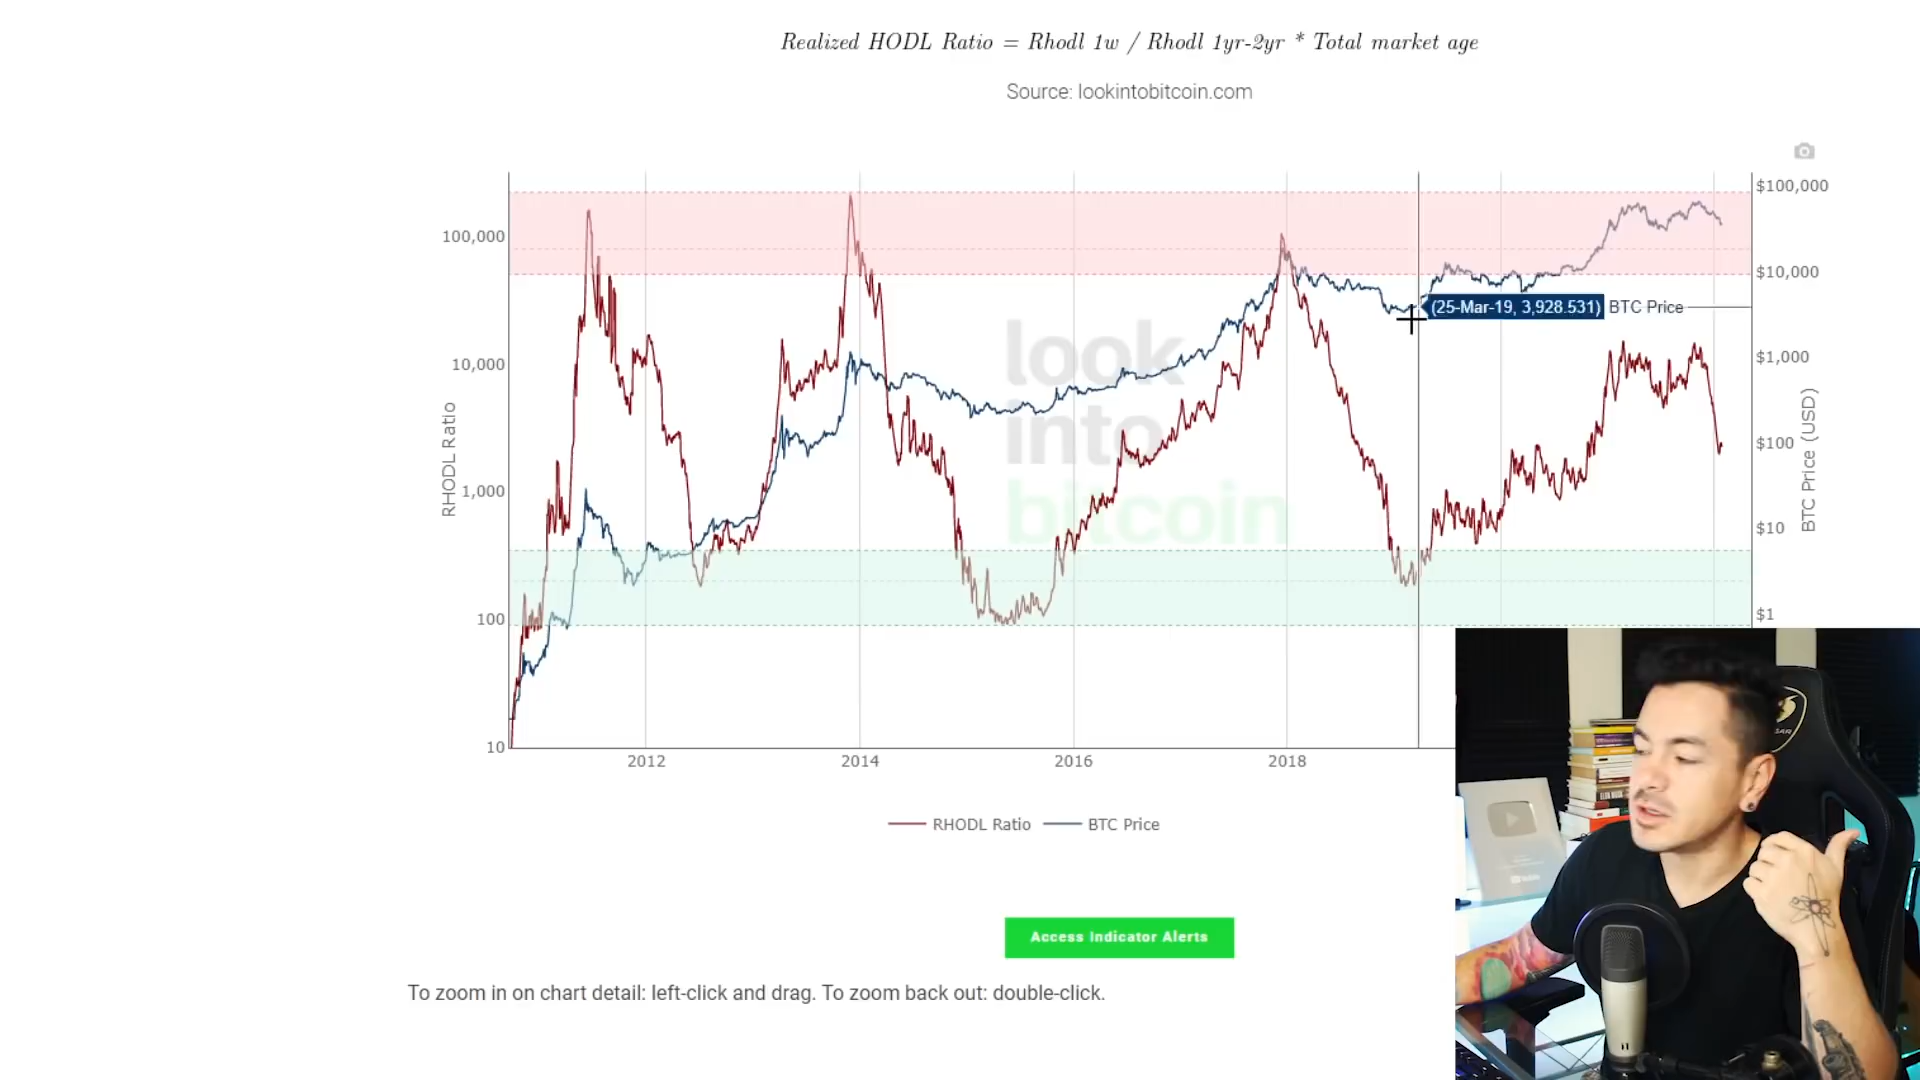 Realized HODL Ratio = Rhodl 1w / Rhodl 1yr-2yr * Total market age
Source: lookintobitcoin.com
$100,000
100,000
$10,000
(25-Mar-19, 3,928.531) BTC Price
look
into
bitcoin
10,000
$1,000
RHODL Ratio
BTC Price (USD)
$100
1,000
$10
100
$1
10
2012
2014
2016
2018
RHODL Ratio
BTC Price
Access Indicator Alerts
To zoom in on chart detail: left-click and drag. To zoom back out: double-click.